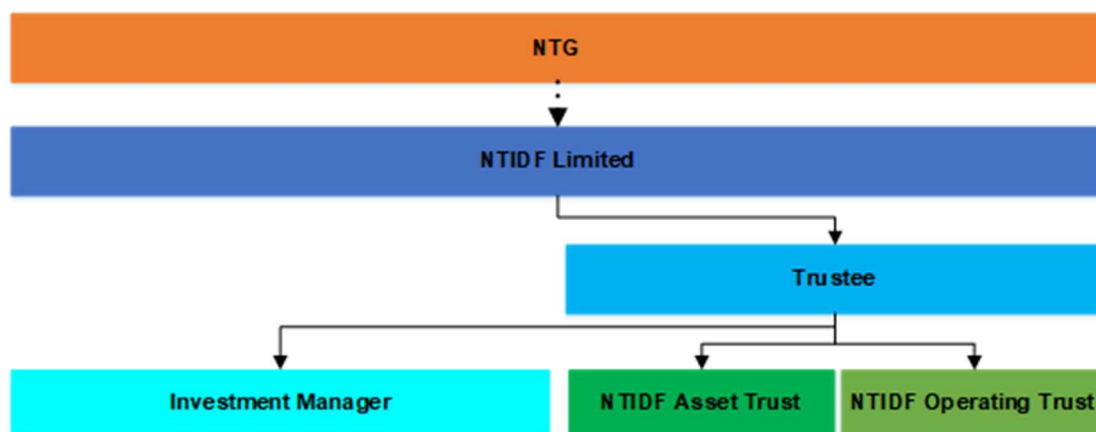 NTG
NTIDF Limited
Trustee
Investment Manager
NTIDF Asset Trust
NTIDF Operating Trust